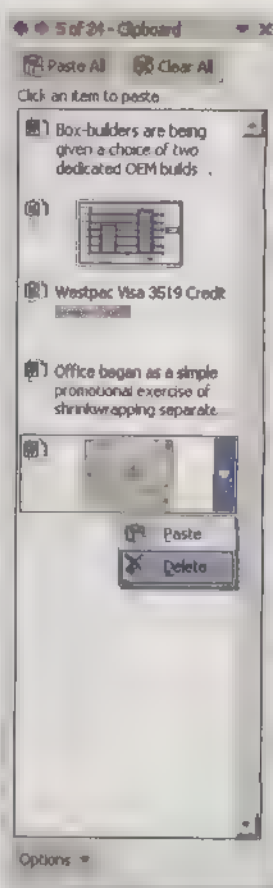 5 of 24 - Clipboard
Paste All Clear All
Click an item to paste
Box-builders are being
given a choice of two
dedicated OEM builds .
Westpac Visa 3519 Credit
Office began as a simple
promotional exercise of
shrinkwrapping separate
Paste
Delete
Options